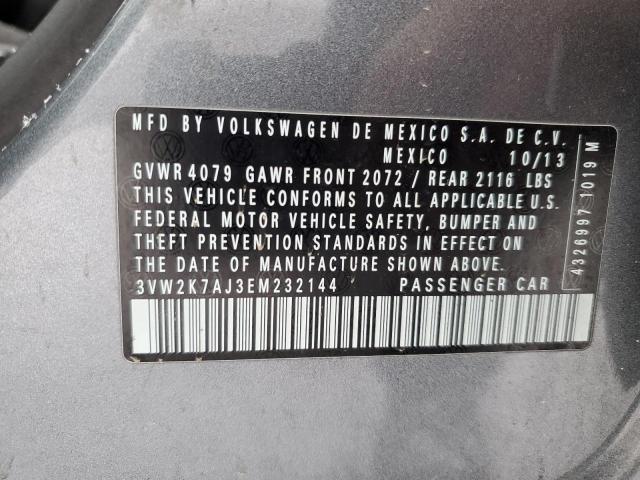 MFD BY VOLKSWAGEN DE MEXICO S.A. DE C.V.
MEXICO 10/13
GVWR 4079 GAWR FRONT 2072 / REAR 2116 LBS
THIS VEHICLE CONFORMS TO ALL APPLICABLE U.S.
FEDERAL MOTOR VEHICLE SAFETY, BUMPER AND
THEFT PREVENTION STANDARDS IN EFFECT ON
THE DATE OF MANUFACTURE SHOWN ABOVE.
3VW2K7AJ3EM232144 PASSENGER CAR
4326997 1019 M